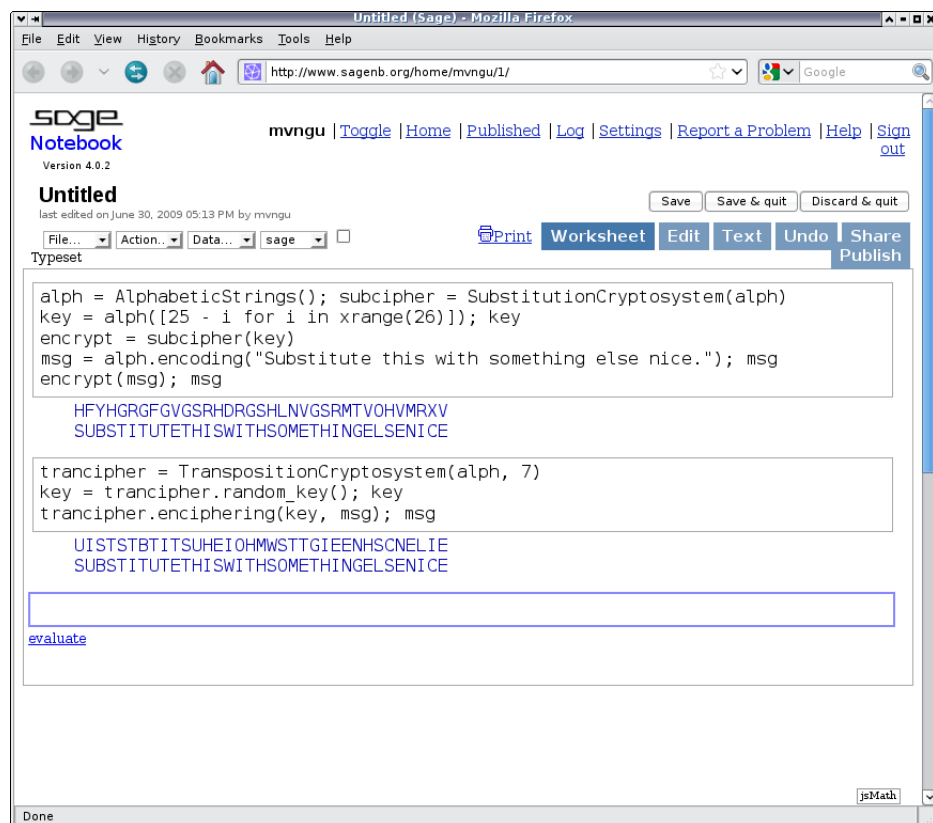 Untitled (Sage) - Mozilla Firefox
File Edit View History Bookmarks Tools Help
http://www.sagenb.org/home/mvngu/1/
Google
sage
Notebook
Version 4.0.2
mvngu | Toggle | Home | Published | Log | Settings | Report a Problem | Help | Sign
out
Untitled
last edited on June 30, 2009 05:13 PM by mvngu
Save Save & quit Discard & quit
File... Action.. Data... sage
Typeset
Print Worksheet Edit Text Undo Share
Publish
alph = AlphabeticStrings(); subcipher = SubstitutionCryptosystem(alph)
key = alph([25 - i for i in xrange(26)]); key
encrypt = subcipher(key)
msg = alph.encoding("Substitute this with something else nice."); msg
encrypt(msg); msg
HFYHGRGFGVGSRHDRGSHLNVGSRMTVOHVMRXV
SUBSTITUTETHISWITHSOMETHINGELSENICE
trancipher = TranspositionCryptosystem(alph, 7)
key = trancipher.random_key(); key
trancipher.enciphering(key, msg); msg
UISTSTBTITSUHEIOHMWSTTGIEENHSCNELIE
SUBSTITUTETHISWITHSOMETHINGELSENICE
evaluate
jsMath
Done